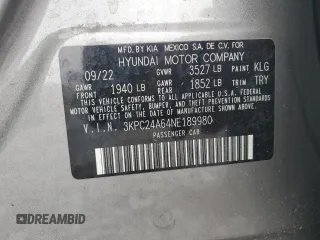 MFD. BY KIA MEXICO S.A. DE C.V. FOR
HYUNDAI MOTOR COMPANY
09/22 GVWR 3527 LB PAINT KLG
GAWR FRONT 1940 LB GAWR REAR 1852 LB TRIM TRY
THIS VEHICLE CONFORMS TO ALL APPLICABLE U.S. FEDERAL
MOTOR VEHICLE SAFETY, BUMPER, AND THEFT PREVENTION
STANDARDS IN EFFECT ON THE DATE OF MANUFACTURE SHOWN ABOVE.
V.I.N. 3KPC24A64NE189980
PASSENGER CAR